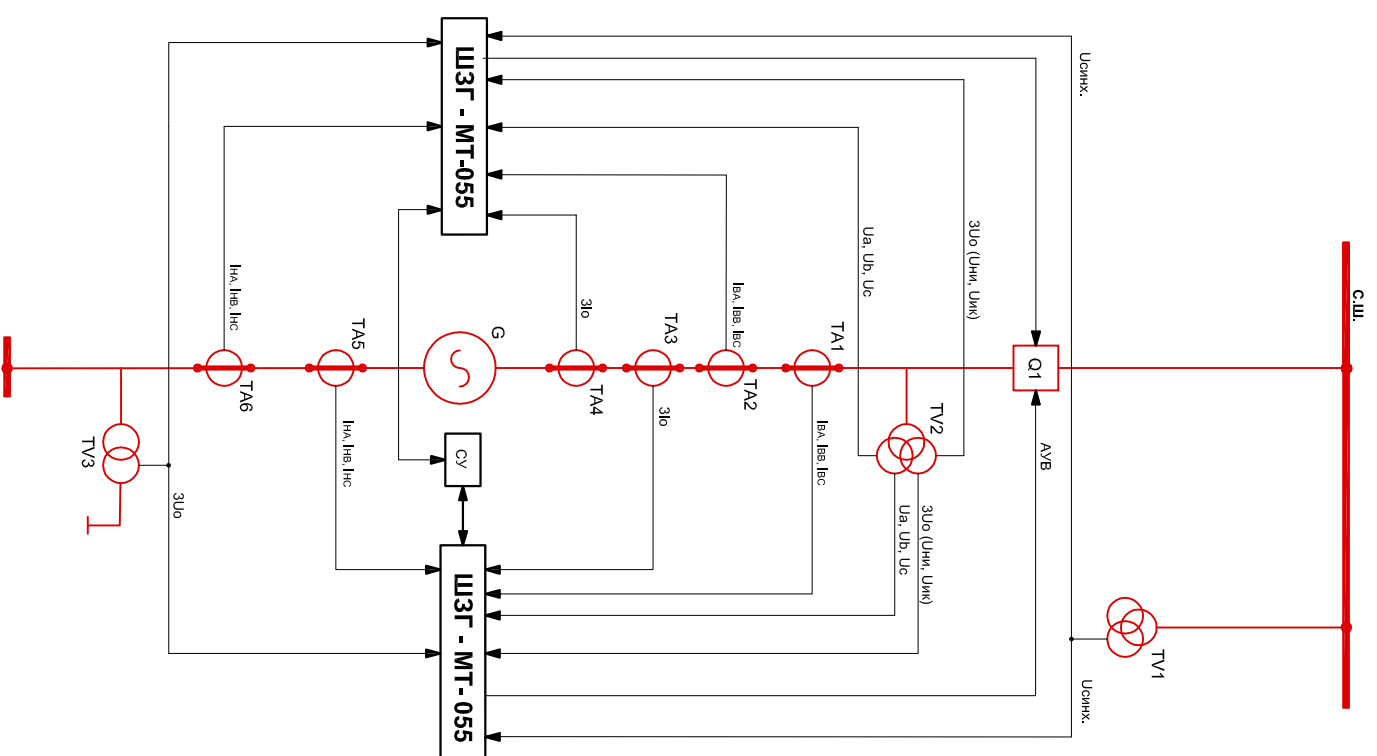 С.Ш.
Uсинх.
Uсинх.
TV1
Q1
АУВ
3Uo (Uни, Uик)
Ua, Ub, Uc
TV2
3Uo (Uни, Uик)
Ua, Ub, Uc
TA1
IВА, IВВ, IВС
TA2
IВА, IВВ, IВС
TA3
3Io
TA4
3Io
G
ШЗГ - МТ-055
СУ
ШЗГ - МТ- 055
TA5
IНА, IНВ, IНС
IНА, IНВ, IНС
TA6
3Uo
TV3